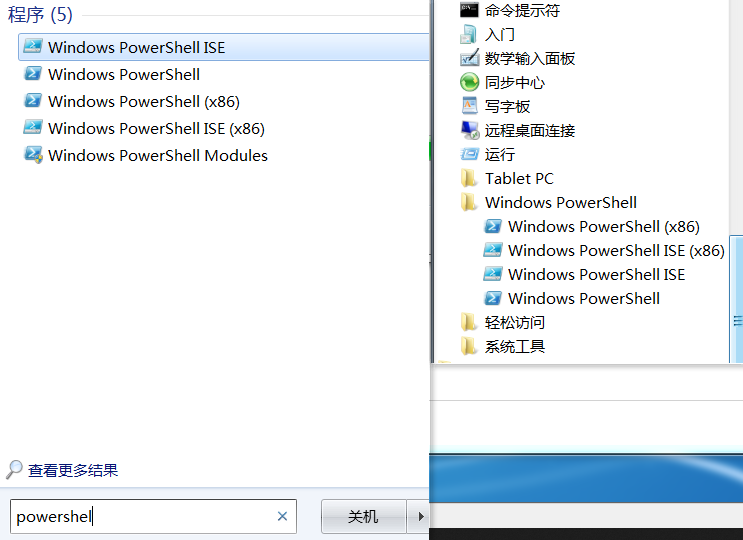 程序 (5)
Windows PowerShell ISE
Windows PowerShell
Windows PowerShell (x86)
Windows PowerShell ISE (x86)
Windows PowerShell Modules
查看更多结果
powershel
关机
命令提示符
入门
数学输入面板
同步中心
写字板
远程桌面连接
运行
Tablet PC
Windows PowerShell
Windows PowerShell (x86)
Windows PowerShell ISE (x86)
Windows PowerShell ISE
Windows PowerShell
轻松访问
系统工具